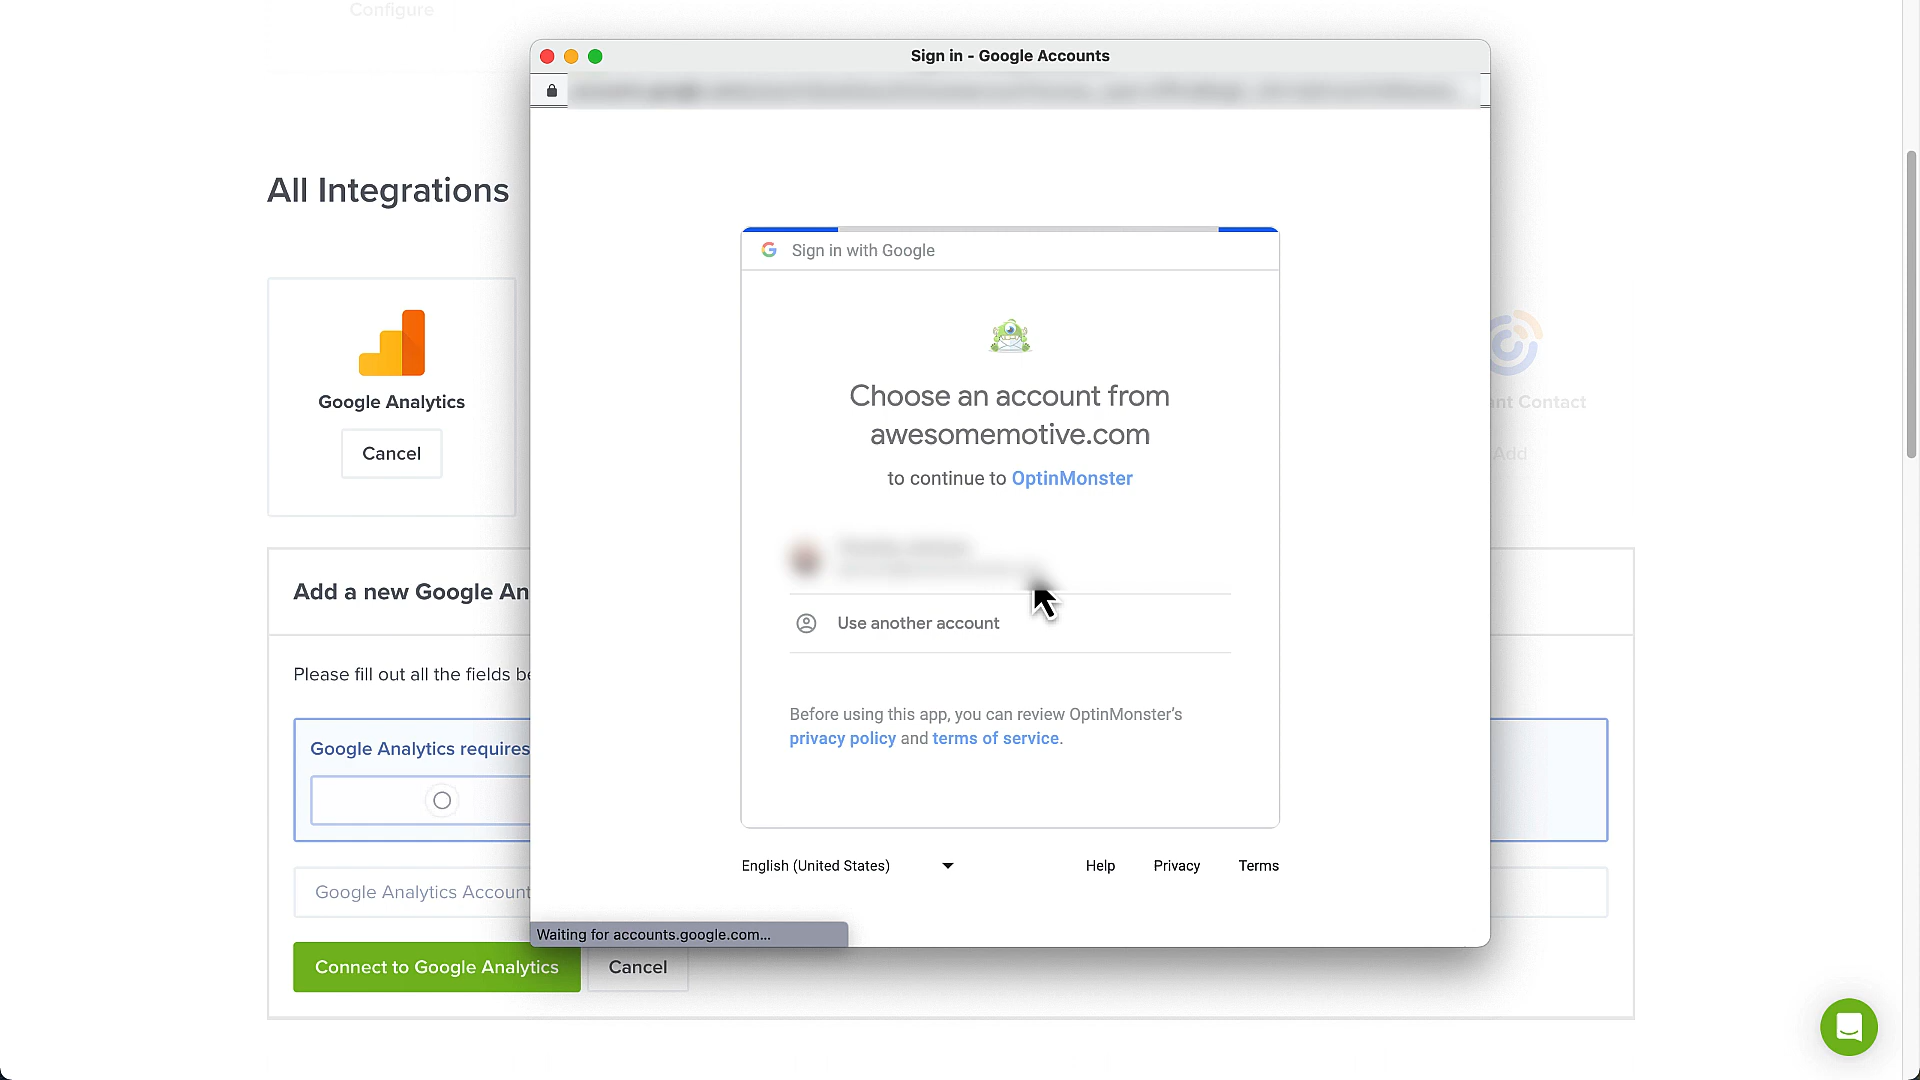 Configure
Sign in - Google Accounts
All Integrations
Sign in with Google
Google Analytics
Cancel
Choose an account from
awesomemotive.com
to continue to OptinMonster
ant Contact
Add
Use another account
Add a new Google An
Please fill out all the fields be
Before using this app, you can review OptinMonster's
privacy policy and terms of service.
Google Analytics requires
English (United States)
Help
Privacy
Terms
Google Analytics Account
Waiting for accounts.google.com...
Connect to Google Analytics
Cancel